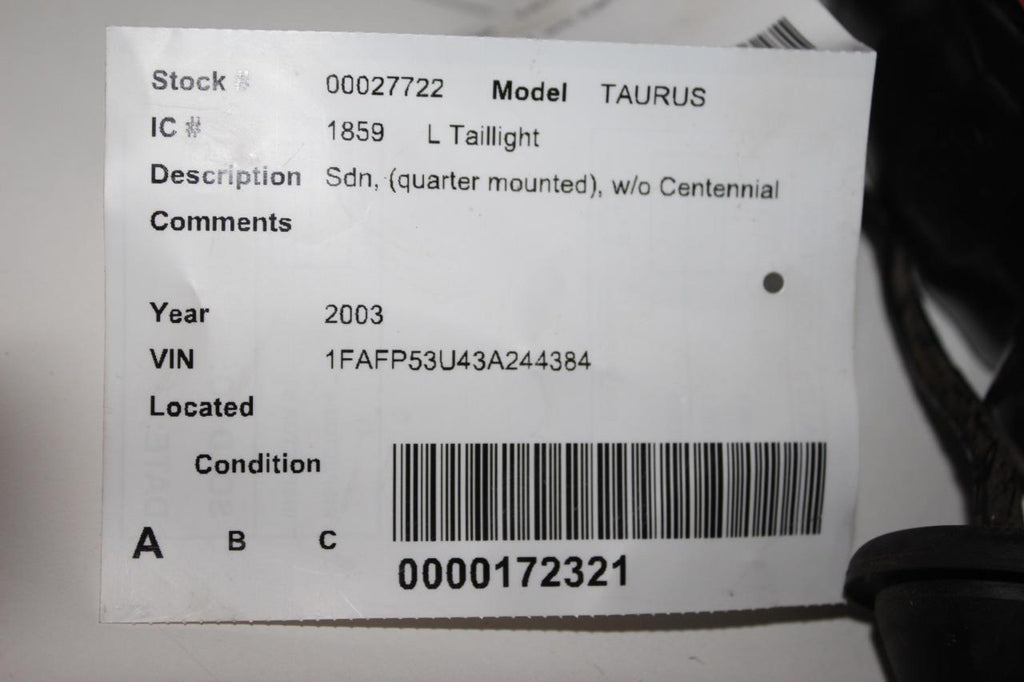 Stock # 00027722 Model TAURUS
IC # 1859 L Taillight
Description Sdn, (quarter mounted), w/o Centennial
Comments
Year 2003
VIN 1FAFP53U43A244384
Located
Condition
A B C
0000172321